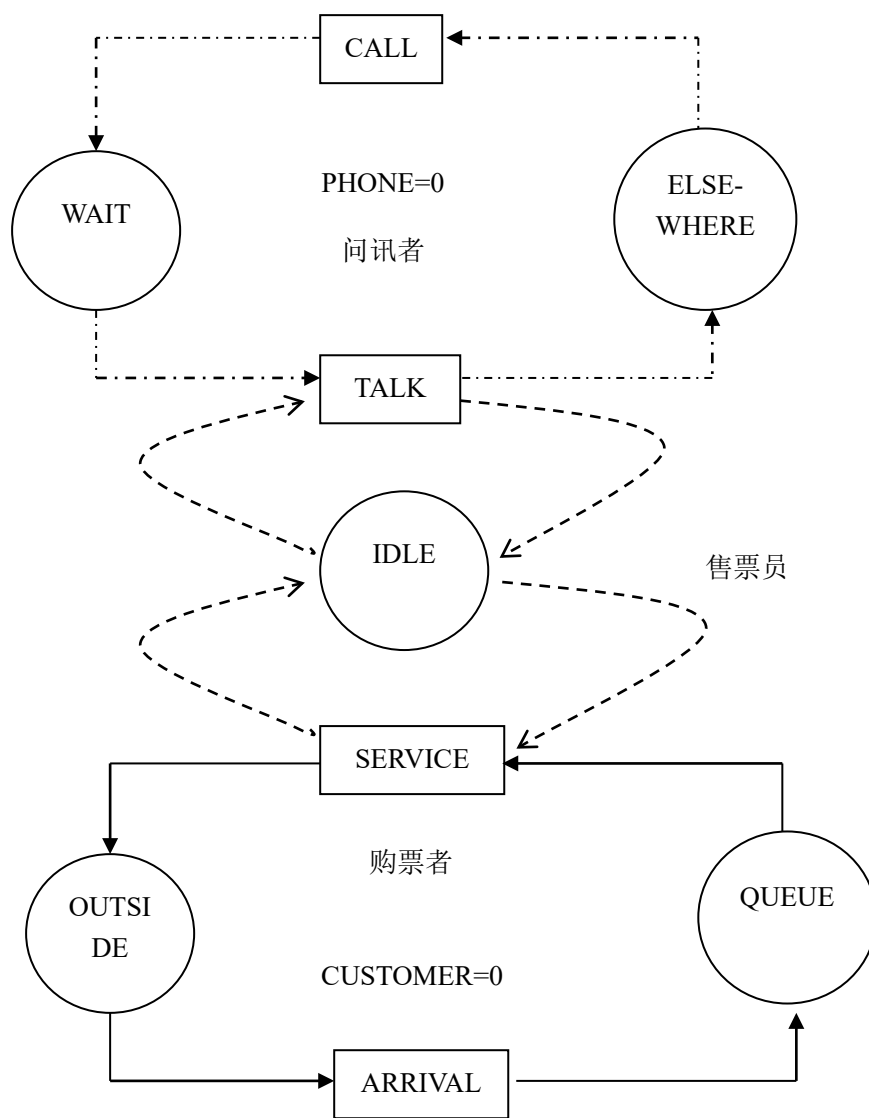 CALL
WAIT
PHONE=0
ELSE-
WHERE
问讯者
TALK
IDLE
售票员
SERVICE
购票者
OUTSI
DE
QUEUE
CUSTOMER=0
ARRIVAL